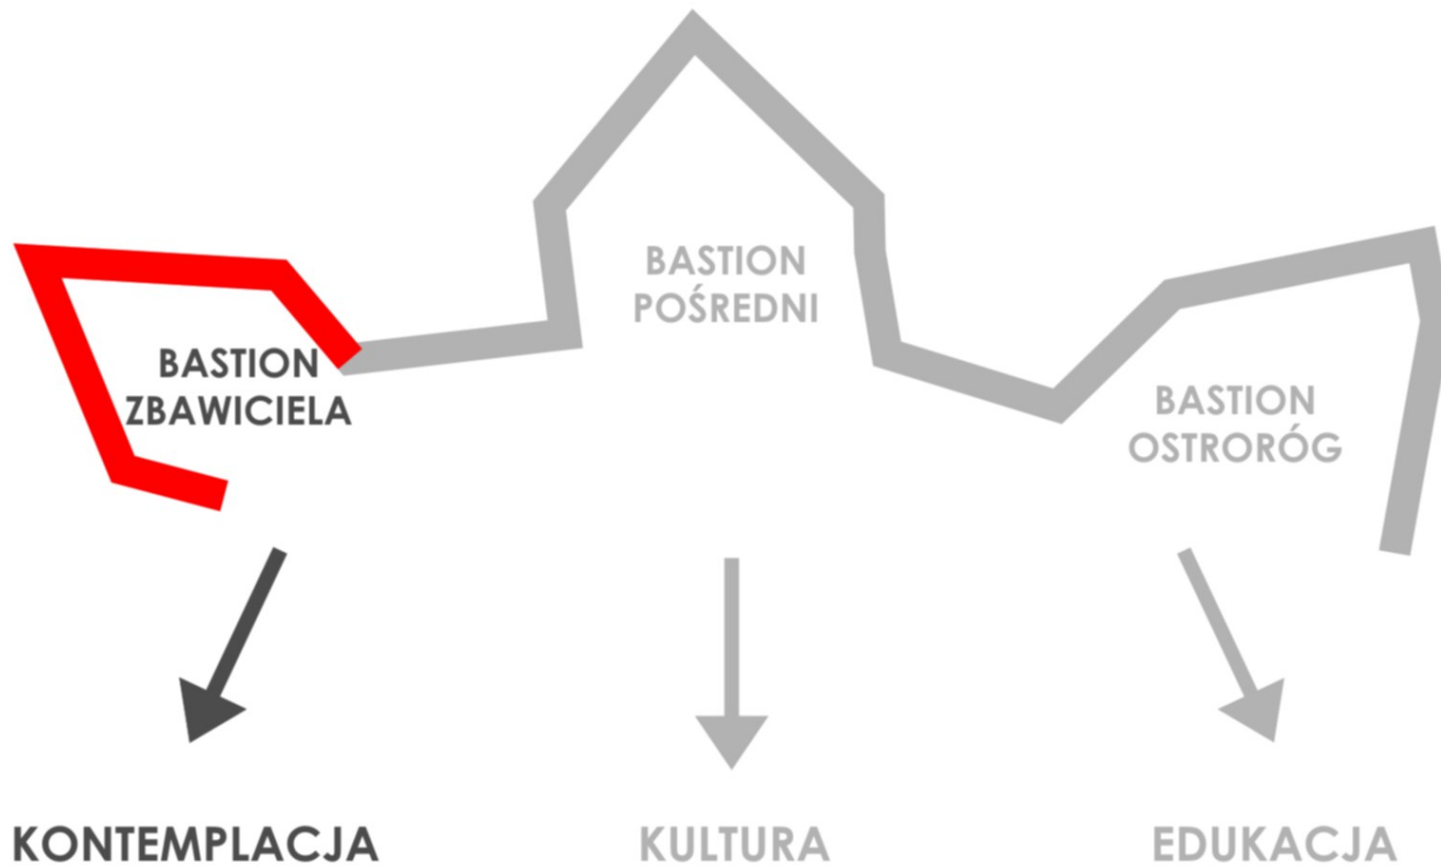 BASTION
POŚREDNI
BASTION
ZBAWICIELA
BASTION
OSTRORÓG
KONTEMPLACJA
KULTURA
EDUKACJA